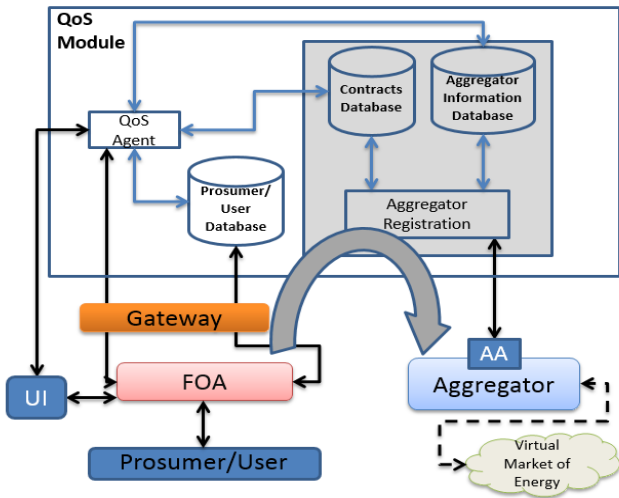 QoS
Module
Contracts
Database
Aggregator
Information
Database
QoS
Agent
Prosumer/
User
Database
Aggregator
Registration
Gateway
AA
FOA
Aggregator
UI
Prosumer/User
Virtual
Market of
Energy